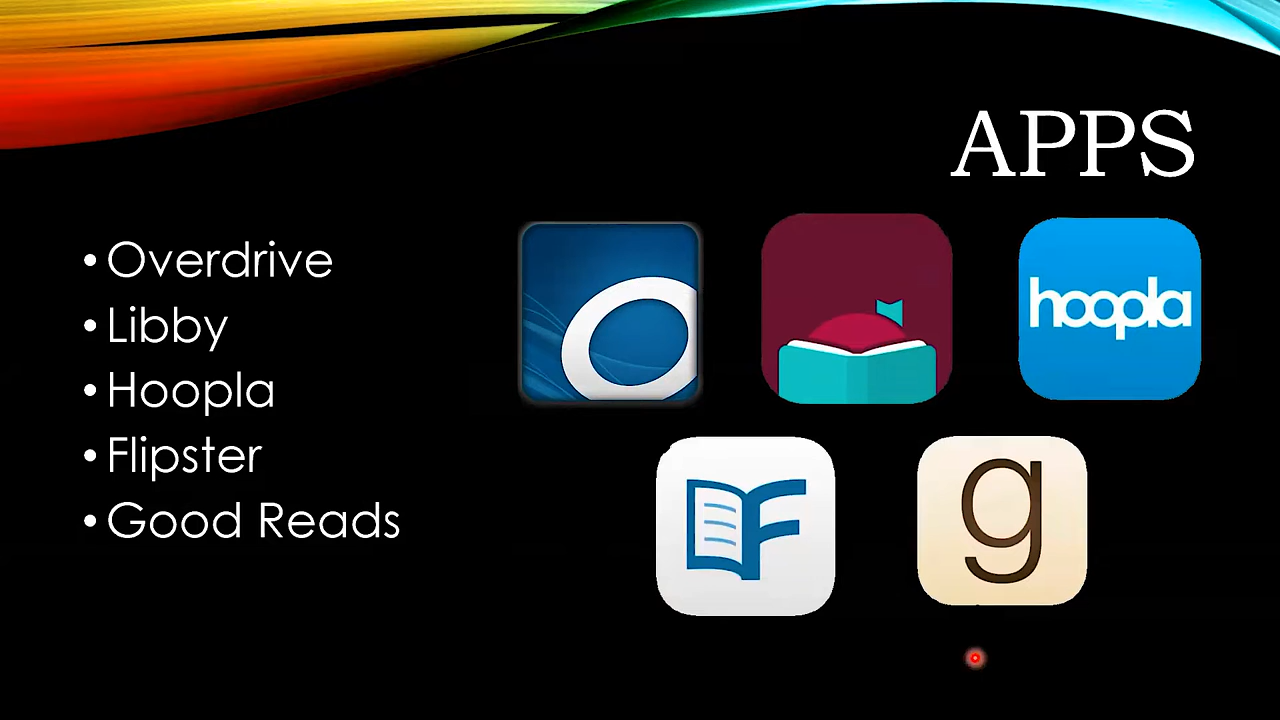 APPS
• Overdrive
• Libby
• Hoopla
• Flipster
• Good Reads
hoopla
F
g